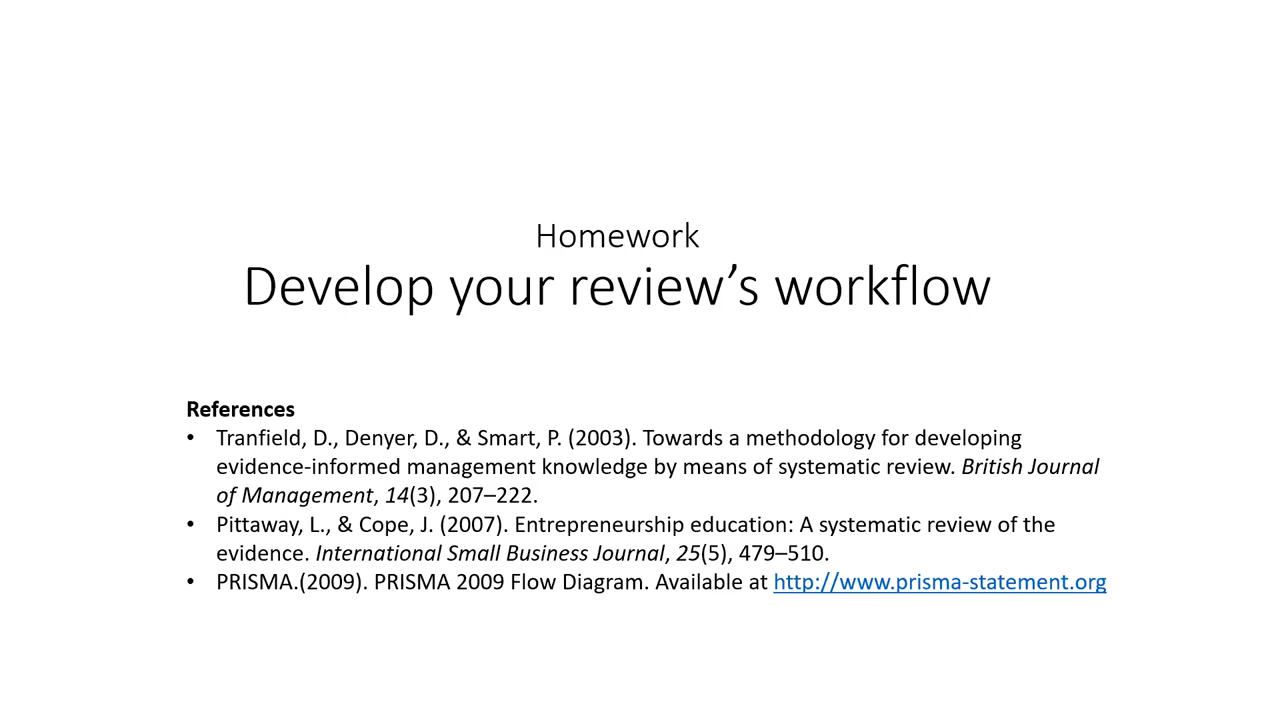 Homework
Develop your review’s workflow
References
• Tranfield, D., Denyer, D., & Smart, P. (2003). Towards a methodology for developing
evidence-informed management knowledge by means of systematic review. British Journal
of Management, 14(3), 207–222.
• Pittaway, L., & Cope, J. (2007). Entrepreneurship education: A systematic review of the
evidence. International Small Business Journal, 25(5), 479–510.
• PRISMA.(2009). PRISMA 2009 Flow Diagram. Available at http://www.prisma-statement.org